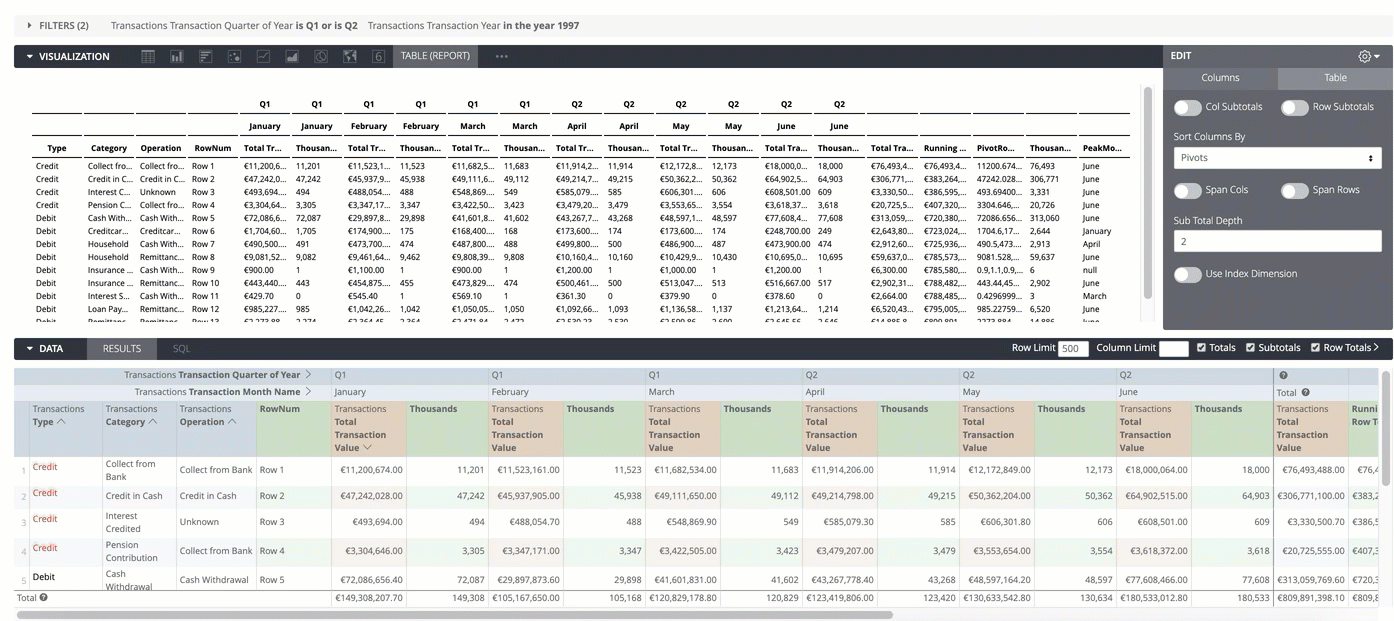 FILTERS (2) Transactions Transaction Quarter of Year is Q1 or is Q2 Transactions Transaction Year in the year 1997
VISUALIZATION 6 TABLE (REPORT) ... EDIT
Columns Table
Col Subtotals Row Subtotals
Sort Columns By
Pivots
Span Cols Span Rows
Sub Total Depth
2
Use Index Dimension
Q1 Q1 Q1 Q1 Q1 Q1 Q2 Q2 Q2 Q2 Q2 Q2
January January February February March March April April May May June June
Type Category Operation RowNum Total Tr... Thousan... Total Tr... Thousan... Total Tr... Thousan... Total Tr... Thousan... Total Tr... Thousan... Total Tr... Thousan... Total Tra... Running ... PivotRo... Thousan... PeakMo...
Credit Collect fro... Collect fro... Row 1 €11,200,6... 11,201 €11,523,1... 11,523 €11,682,5... 11,683 €11,914,2... 11,914 €12,172,8... 12,173 €18,000,0... 18,000 €76,493,4... €76,493,4... 11200.674... 76,493 June
Credit Credit in C... Credit in C... Row 2 €47,242,0... 47,242 €45,937,9... 45,938 €49,111,6... 49,112 €49,214,7... 49,215 €50,362,2... 50,362 €64,902,5... 64,903 €306,771,... €383,264,... 47242.028... 306,771 June
Credit Interest C... Unknown Row 3 €493,694.... 494 €488,054.... 488 €548,869.... 549 €585,079.... 585 €606,301.... 606 €608,501.00 609 €3,330,50... €386,595,... 493.69400... 3,331 June
Credit Pension C... Collect fro... Row 4 €3,304,64... 3,305 €3,347,17... 3,347 €3,422,50... 3,423 €3,479,20... 3,479 €3,553,65... 3,554 €3,618,37... 3,618 €20,725,5... €407,320,... 3304.646,... 20,726 June
Debit Cash With... Cash With... Row 5 €72,086,6... 72,087 €29,897,8... 29,898 €41,601,8... 41,602 €43,267,7... 43,268 €48,597,1... 48,597 €77,608,4... 77,608 €313,059,... €720,380,... 72086.656... 313,060 June
Debit Creditcar... Creditcar... Row 6 €1,704,60... 1,705 €174,900.... 175 €168,400.... 168 €173,600.... 174 €173,600.... 174 €248,700.00 249 €2,643,80... €723,024,... 1704.6,17... 2,644 January
Debit Household Cash With... Row 7 €490,500.... 491 €473,700.... 474 €487,800.... 488 €499,800.... 500 €486,900.... 487 €473,900.00 474 €2,912,60... €725,936,... 490.5,473... 2,913 April
Debit Household Remittanc... Row 8 €9,081,52... 9,082 €9,461,64... 9,462 €9,808,39... 9,808 €10,160,4... 10,160 €10,429,9... 10,430 €10,695,0... 10,695 €59,637,0... €785,573,... 9081.528,... 59,637 June
Debit Insurance ... Cash With... Row 9 €900.00 1 €1,100.00 1 €900.00 1 €1,200.00 1 €1,000.00 1 €1,200.00 1 €6,300.00 €785,580,... 0.9,1.1,0.9,... 6 null
Debit Insurance ... Remittanc... Row 10 €443,440.... 443 €454,875.... 455 €473,829.... 474 €500,461.... 500 €513,047.... 513 €516,667.00 517 €2,902,31... €788,482,... 443.44,45... 2,902 June
Debit Interest S... Cash With... Row 11 €429.70 0 €545.40 1 €569.10 1 €361.30 0 €379.90 0 €378.60 0 €2,664.00 €788,485,... 0.4296999... 3 March
Debit Loan Pay... Remittanc... Row 12 €985,227.... 985 €1,042,26... 1,042 €1,050,05... 1,050 €1,092,66... 1,093 €1,136,58... 1,137 €1,213,64... 1,214 €6,520,43... €795,005,... 985.22759... 6,520 June
DATA RESULTS SQL Row Limit 500 Column Limit Totals Subtotals Row Totals
Transactions Transaction Quarter of Year Q1 Q1 Q1 Q2 Q2 Q2
Transactions Transaction Month Name January February March April May June Total
Transactions Type Transactions Category Transactions Operation RowNum Transactions Total Transaction Value Thousands Transactions Total Transaction Value Thousands Transactions Total Transaction Value Thousands Transactions Total Transaction Value Thousands Transactions Total Transaction Value Thousands Transactions Total Transaction Value Thousands Transactions Total Transaction Value
1 Credit Collect from Bank Collect from Bank Row 1 €11,200,674.00 11,201 €11,523,161.00 11,523 €11,682,534.00 11,683 €11,914,206.00 11,914 €12,172,849.00 12,173 €18,000,064.00 18,000 €76,493,488.00
2 Credit Credit in Cash Credit in Cash Row 2 €47,242,028.00 47,242 €45,937,905.00 45,938 €49,111,650.00 49,112 €49,214,798.00 49,215 €50,362,204.00 50,362 €64,902,515.00 64,903 €306,771,100.00
3 Credit Interest Credited Unknown Row 3 €493,694.00 494 €488,054.70 488 €548,869.90 549 €585,079.30 585 €606,301.80 606 €608,501.00 609 €3,330,500.70
4 Credit Pension Contribution Collect from Bank Row 4 €3,304,646.00 3,305 €3,347,171.00 3,347 €3,422,505.00 3,423 €3,479,207.00 3,479 €3,553,654.00 3,554 €3,618,372.00 3,618 €20,725,555.00
5 Debit Cash Withdrawal Cash Withdrawal Row 5 €72,086,656.40 72,087 €29,897,873.60 29,898 €41,601,831.00 41,602 €43,267,778.40 43,268 €48,597,164.20 48,597 €77,608,466.00 77,608 €313,059,769.60
Total €149,308,207.70 149,308 €105,167,650.00 105,168 €120,829,178.80 120,829 €123,419,806.00 123,420 €130,633,542.80 130,634 €180,533,012.80 180,533 €809,891,398.10